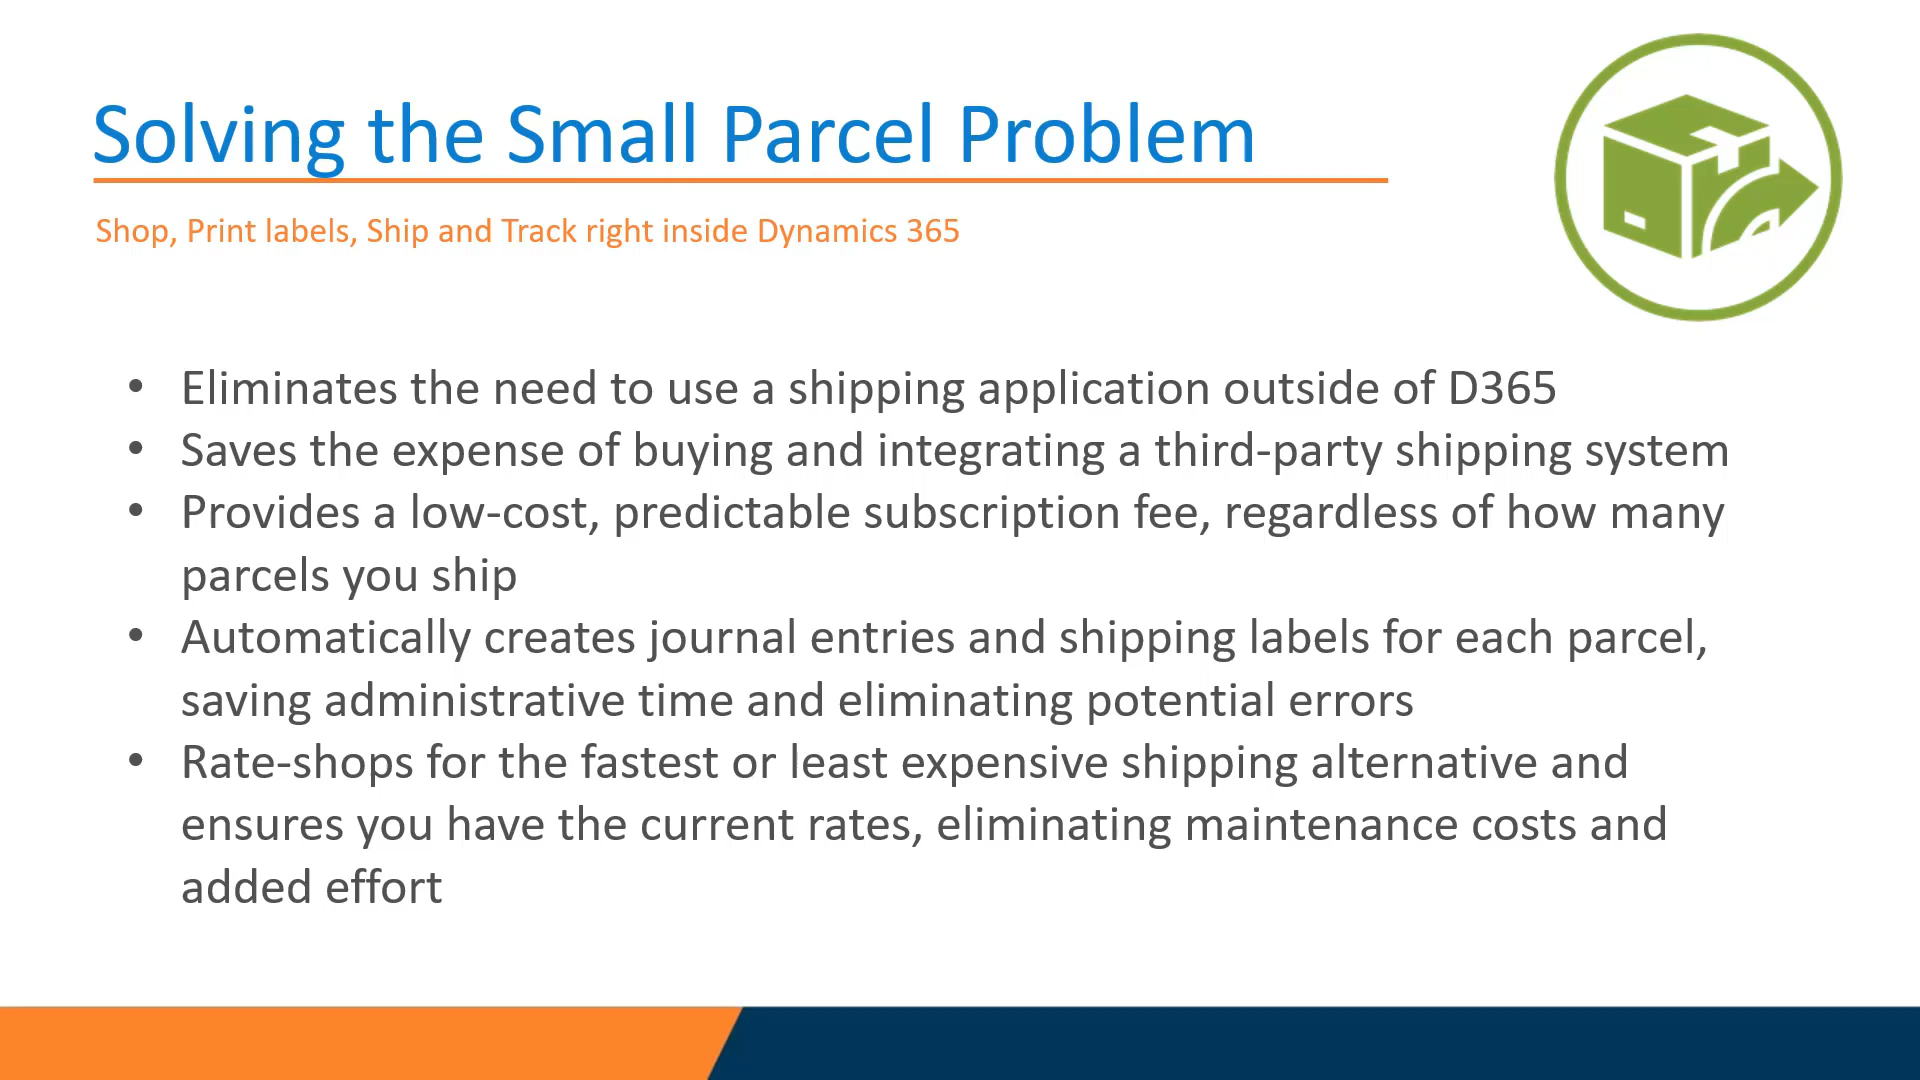 Solving the Small Parcel Problem
Shop, Print labels, Ship and Track right inside Dynamics 365
• Eliminates the need to use a shipping application outside of D365
• Saves the expense of buying and integrating a third-party shipping system
• Provides a low-cost, predictable subscription fee, regardless of how many
parcels you ship
• Automatically creates journal entries and shipping labels for each parcel,
saving administrative time and eliminating potential errors
• Rate-shops for the fastest or least expensive shipping alternative and
ensures you have the current rates, eliminating maintenance costs and
added effort